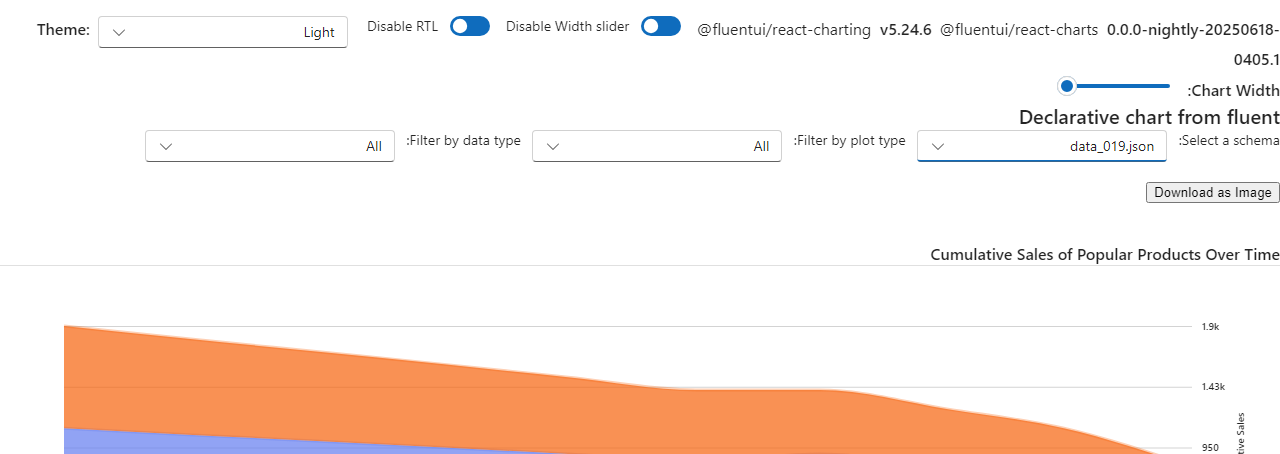 Theme: Light Disable RTL Disable Width slider @fluentui/react-charting v5.24.6 @fluentui/react-charts 0.0.0-nightly-20250618-
0405.1
:Chart Width
Declarative chart from fluent
All :Filter by data type All :Filter by plot type data_019.json :Select a schema
Download as Image
Cumulative Sales of Popular Products Over Time
1.9k
1.43k
950
Sales